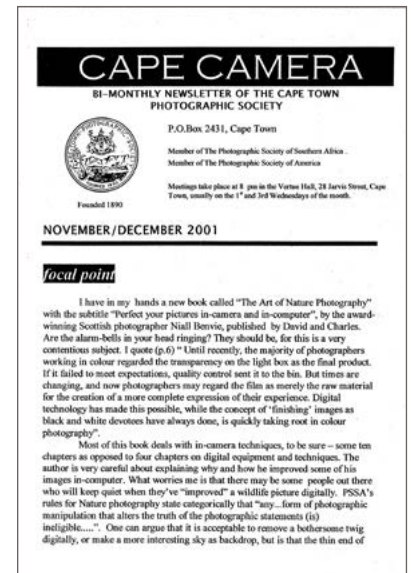 CAPE CAMERA
BI-MONTHLY NEWSLETTER OF THE CAPE TOWN
PHOTOGRAPHIC SOCIETY
P.O.Box 2431, Cape Town
Member of The Photographic Society of Southern Africa .
Member of The Photographic Society of America
Meetings take place at 8 pm in the Vertue Hall, 28 Jarvis Street, Cape
Town, usually on the 1st and 3rd Wednesdays of the month.
Founded 1890
NOVEMBER/DECEMBER 2001
focal point
I have in my hands a new book called "The Art of Nature Photography"
with the subtitle "Perfect your pictures in-camera and in-computer", by the award-
winning Scottish photographer Niall Benvie, published by David and Charles.
Are the alarm-bells in your head ringing? They should be, for this is a very
contentious subject. I quote (p.6) " Until recently, the majority of photographers
working in colour regarded the transparency on the light box as the final product.
If it failed to meet expectations, quality control sent it to the bin. But times are
changing, and now photographers may regard the film as merely the raw material
for the creation of a more complete expression of their experience. Digital
technology has made this possible, while the concept of 'finishing' images as
black and white devotees have always done, is quickly taking root in colour
photography".
Most of this book deals with in-camera techniques, to be sure – some ten
chapters as opposed to four chapters on digital equipment and techniques. The
author is very careful about explaining why and how he improved some of his
images in-computer. What worries me is that there may be some people out there
who will keep quiet when they've "improved" a wildlife picture digitally. PSSA's
rules for Nature photography state categorically that "any...form of photographic
manipulation that alters the truth of the photographic statements (is)
ineligible.....". One can argue that it is acceptable to remove a bothersome twig
digitally, or make a more interesting sky as backdrop, but is that the thin end of